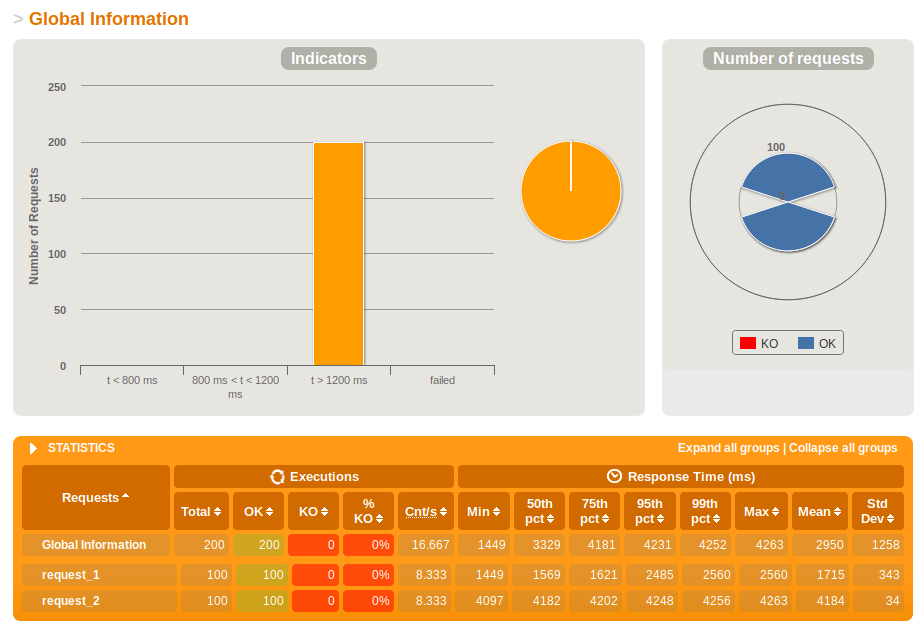 > Global Information
Indicators
Number of requests
Number of Requests
250
200
150
100
50
0
t < 800 ms
800 ms < t < 1200
ms
t > 1200 ms
failed
100
KO
OK
STATISTICS
Expand all groups | Collapse all groups
Requests
Executions
Response Time (ms)
Total OK KO % KO Cnt/s Min 50th pct 75th pct 95th pct 99th pct Max Mean Std Dev
Global Information 200 200 0 0% 16.667 1449 3329 4181 4231 4252 4263 2950 1258
request_1 100 100 0 0% 8.333 1449 1569 1621 2485 2560 2560 1715 343
request_2 100 100 0 0% 8.333 4097 4182 4202 4248 4256 4263 4184 34